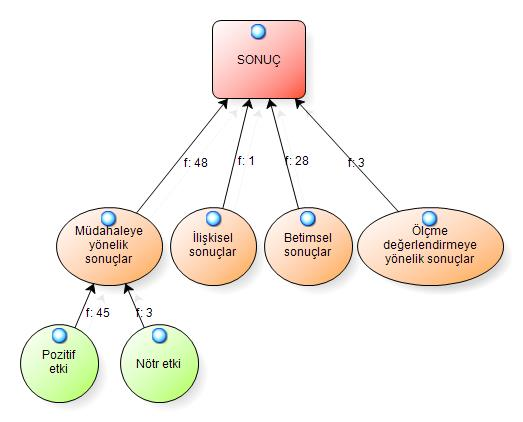 SONUÇ
f: 48
f: 1
f: 28
f: 3
Müdahaleye
yönelik
sonuçlar
İlişkisel
sonuçlar
Betimsel
sonuçlar
Ölçme
değerlendirmeye
yönelik sonuçlar
f: 45
f: 3
Pozitif
etki
Nötr etki